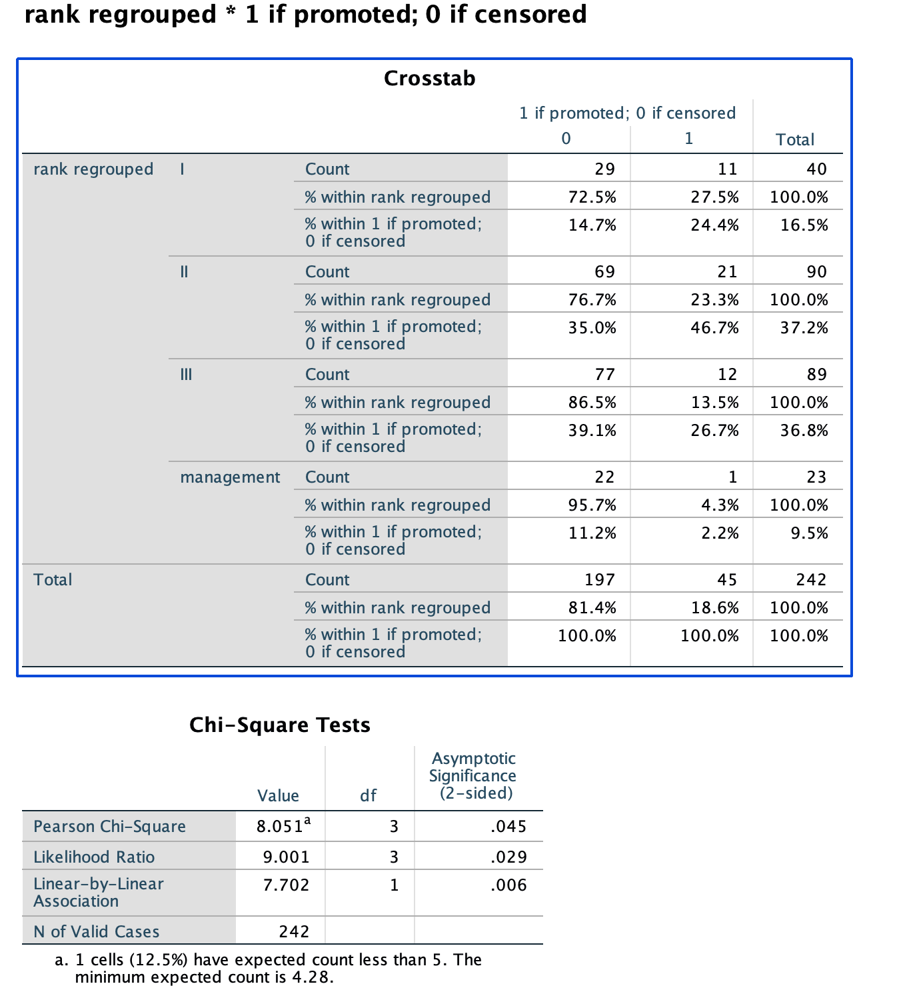 rank regrouped * 1 if promoted; 0 if censored
Crosstab
1 if promoted; 0 if censored
0 1 Total
rank regrouped I Count 29 11 40
% within rank regrouped 72.5% 27.5% 100.0%
% within 1 if promoted; 14.7% 24.4% 16.5%
0 if censored
II Count 69 21 90
% within rank regrouped 76.7% 23.3% 100.0%
% within 1 if promoted; 35.0% 46.7% 37.2%
0 if censored
III Count 77 12 89
% within rank regrouped 86.5% 13.5% 100.0%
% within 1 if promoted; 39.1% 26.7% 36.8%
0 if censored
management Count 22 1 23
% within rank regrouped 95.7% 4.3% 100.0%
% within 1 if promoted; 11.2% 2.2% 9.5%
0 if censored
Total Count 197 45 242
% within rank regrouped 81.4% 18.6% 100.0%
% within 1 if promoted; 100.0% 100.0% 100.0%
0 if censored
Chi-Square Tests
Asymptotic
Significance
Value df (2-sided)
Pearson Chi-Square 8.051a 3 .045
Likelihood Ratio 9.001 3 .029
Linear-by-Linear 7.702 1 .006
Association
N of Valid Cases 242
a. 1 cells (12.5%) have expected count less than 5. The
minimum expected count is 4.28.